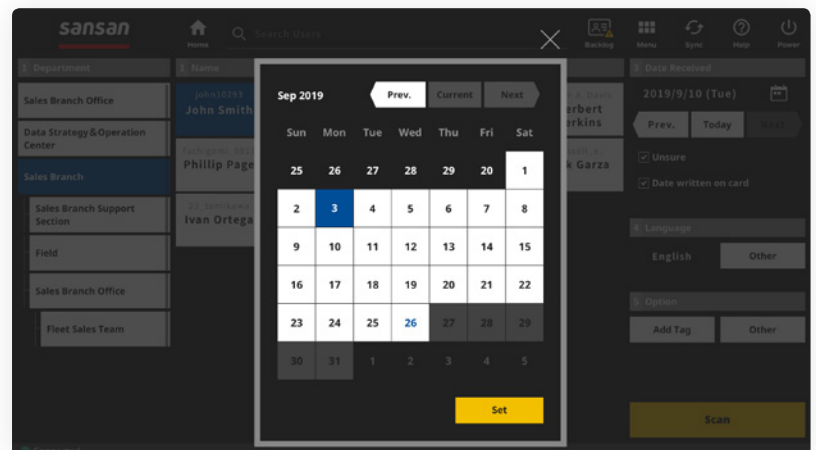 sansan
Home
Search Users
Backlog
Menu
Sync
Help
Power
1 Department
2 Name
3 Date Received
Sales Branch Office
Data Strategy & Operation
Center
Sales Branch
Sales Branch Support
Section
Field
Sales Branch Office
Fleet Sales Team
john10293
John Smith
Phillip Page
Ivan Ortega
Davis
erbert
erkins
k Garza
Sep 2019
Prev.
Current
Next
Sun Mon Tue Wed Thu Fri Sat
25 26 27 28 29 20 1
2 3 4 5 6 7 8
9 10 11 12 13 14 15
16 17 18 19 20 21 22
23 24 25 26 27 28 29
30 31 1 2 3 4 5
Set
2019/9/10 (Tue)
Prev.
Today
Next
Unsure
Date written on card
4 Language
English
Other
5 Option
Add Tag
Other
Scan